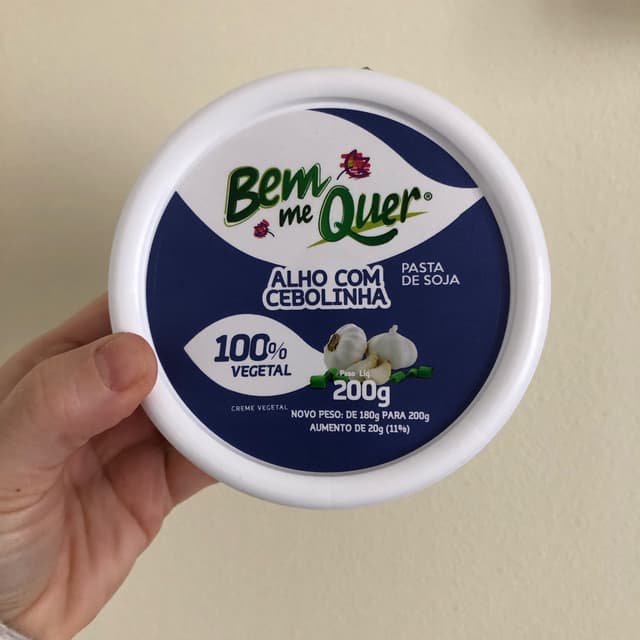 Bem
me Quer®
ALHO COM
CEBOLINHA
PASTA
DE SOJA
100%
VEGETAL
CREME VEGETAL
Peso Líq.
200g
NOVO PESO: DE 180g PARA 200g
AUMENTO DE 20g (11%)